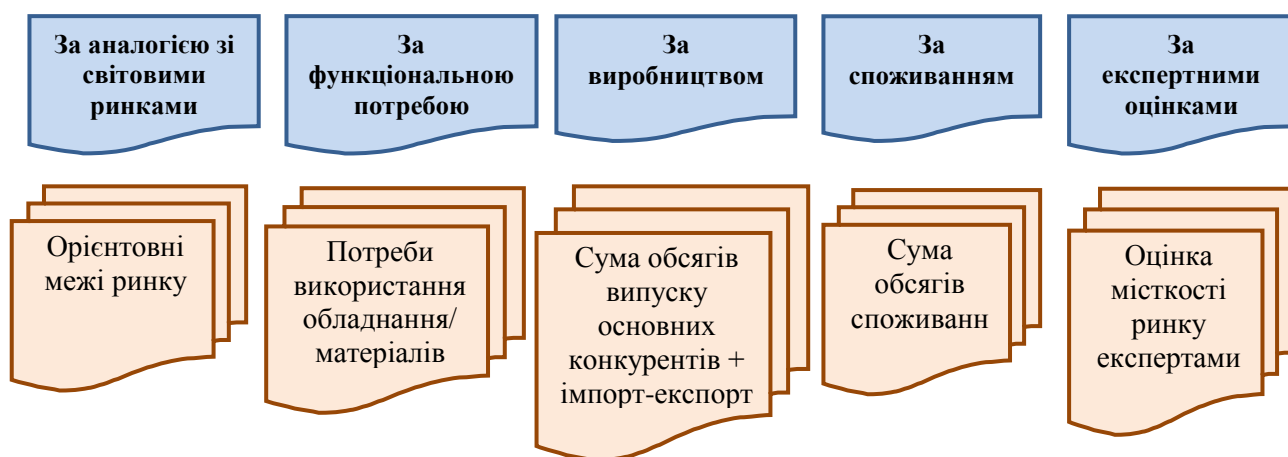 За аналогією зі
світовими
ринками
За
функціональною
потребою
За
виробництвом
За
споживанням
За
експертними
оцінками
Орієнтовні
межі ринку
Потреби
використання
обладнання/
матеріалів
Сума обсягів
випуску
основних
конкурентів +
імпорт-експорт
Сума
обсягів
споживанн
Оцінка
місткості
ринку
експертами